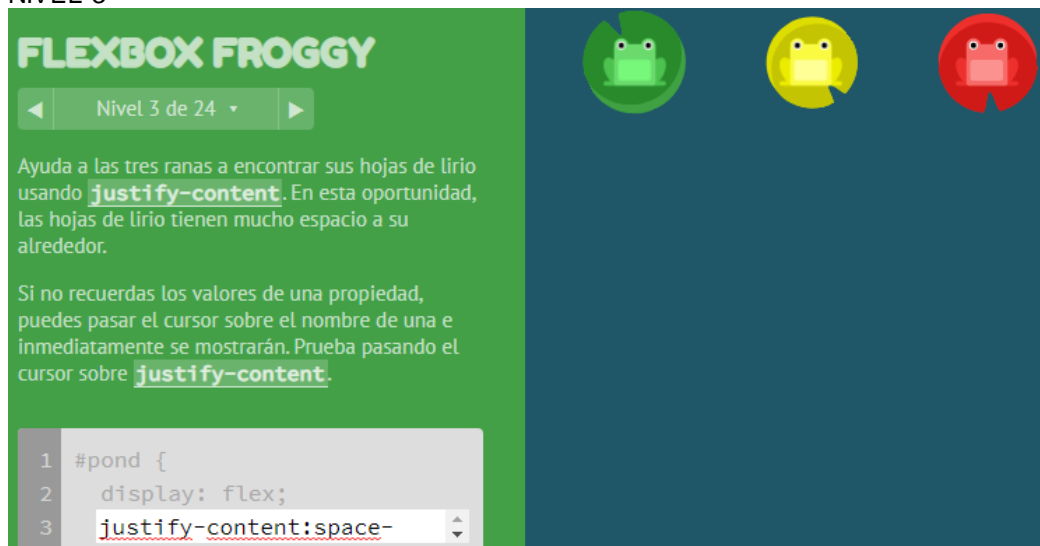 FLEXBOX FROGGY
◀ Nivel 3 de 24 ▾ ▶
Ayuda a las tres ranas a encontrar sus hojas de lirio
usando justify-content. En esta oportunidad,
las hojas de lirio tienen mucho espacio a su
alrededor.
Si no recuerdas los valores de una propiedad,
puedes pasar el cursor sobre el nombre de una e
inmediatamente se mostrarán. Prueba pasando el
cursor sobre justify-content.
1 #pond {
2 display: flex;
3 justify-content:space-